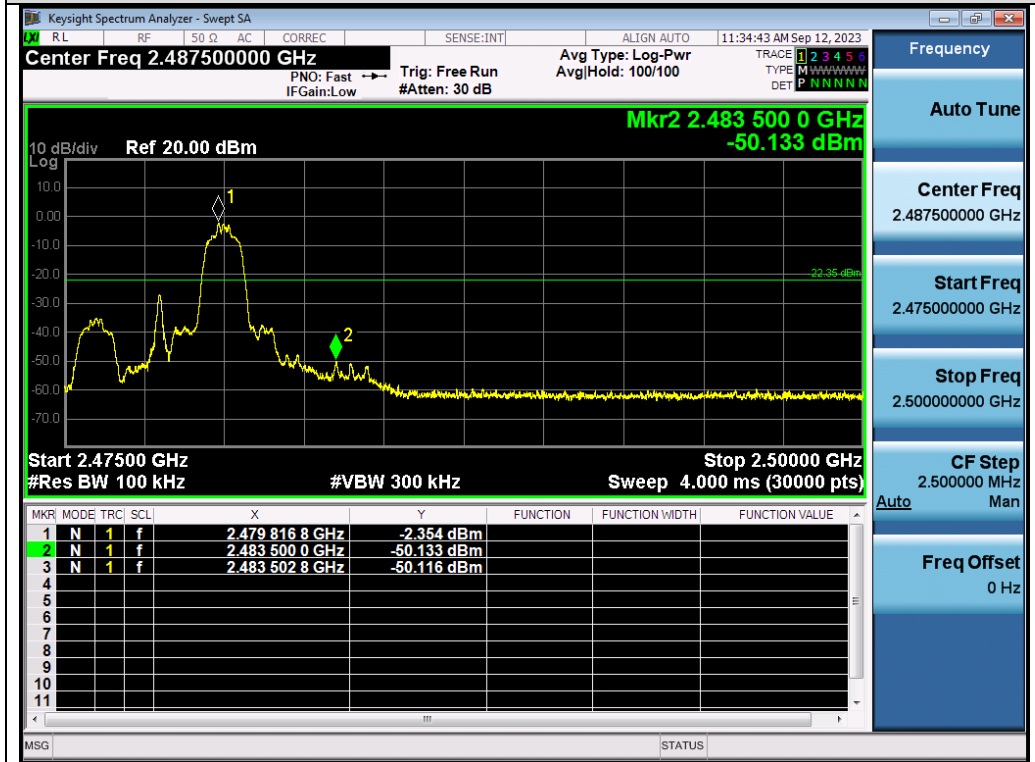 Keysight Spectrum Analyzer - Swept SA
LXI RL RF 50 Ω AC CORREC SENSE:INT ALIGN AUTO 11:34:43 AM Sep 12, 2023
Center Freq 2.487500000 GHz
PNO: Fast
IFGain:Low
Trig: Free Run
#Atten: 30 dB
Avg Type: Log-Pwr
Avg|Hold: 100/100
TRACE 1 2 3 4 5 6
TYPE M WWWWW
DET P N N N N N
Mkr2 2.483 500 0 GHz
-50.133 dBm
10 dB/div Ref 20.00 dBm
Log
10.0
0.00
-10.0
-20.0
-30.0
-40.0
-50.0
-60.0
-70.0
1
2
-22.35 dBm
Start 2.47500 GHz Stop 2.50000 GHz
#Res BW 100 kHz #VBW 300 kHz Sweep 4.000 ms (30000 pts)
MKR MODE TRC SCL X Y FUNCTION FUNCTION WIDTH FUNCTION VALUE
1 N 1 f 2.479 816 8 GHz -2.354 dBm
2 N 1 f 2.483 500 0 GHz -50.133 dBm
3 N 1 f 2.483 502 8 GHz -50.116 dBm
4
5
6
7
8
9
10
11
MSG STATUS
Frequency
Auto Tune
Center Freq
2.487500000 GHz
Start Freq
2.475000000 GHz
Stop Freq
2.500000000 GHz
CF Step
2.500000 MHz
Auto Man
Freq Offset
0 Hz